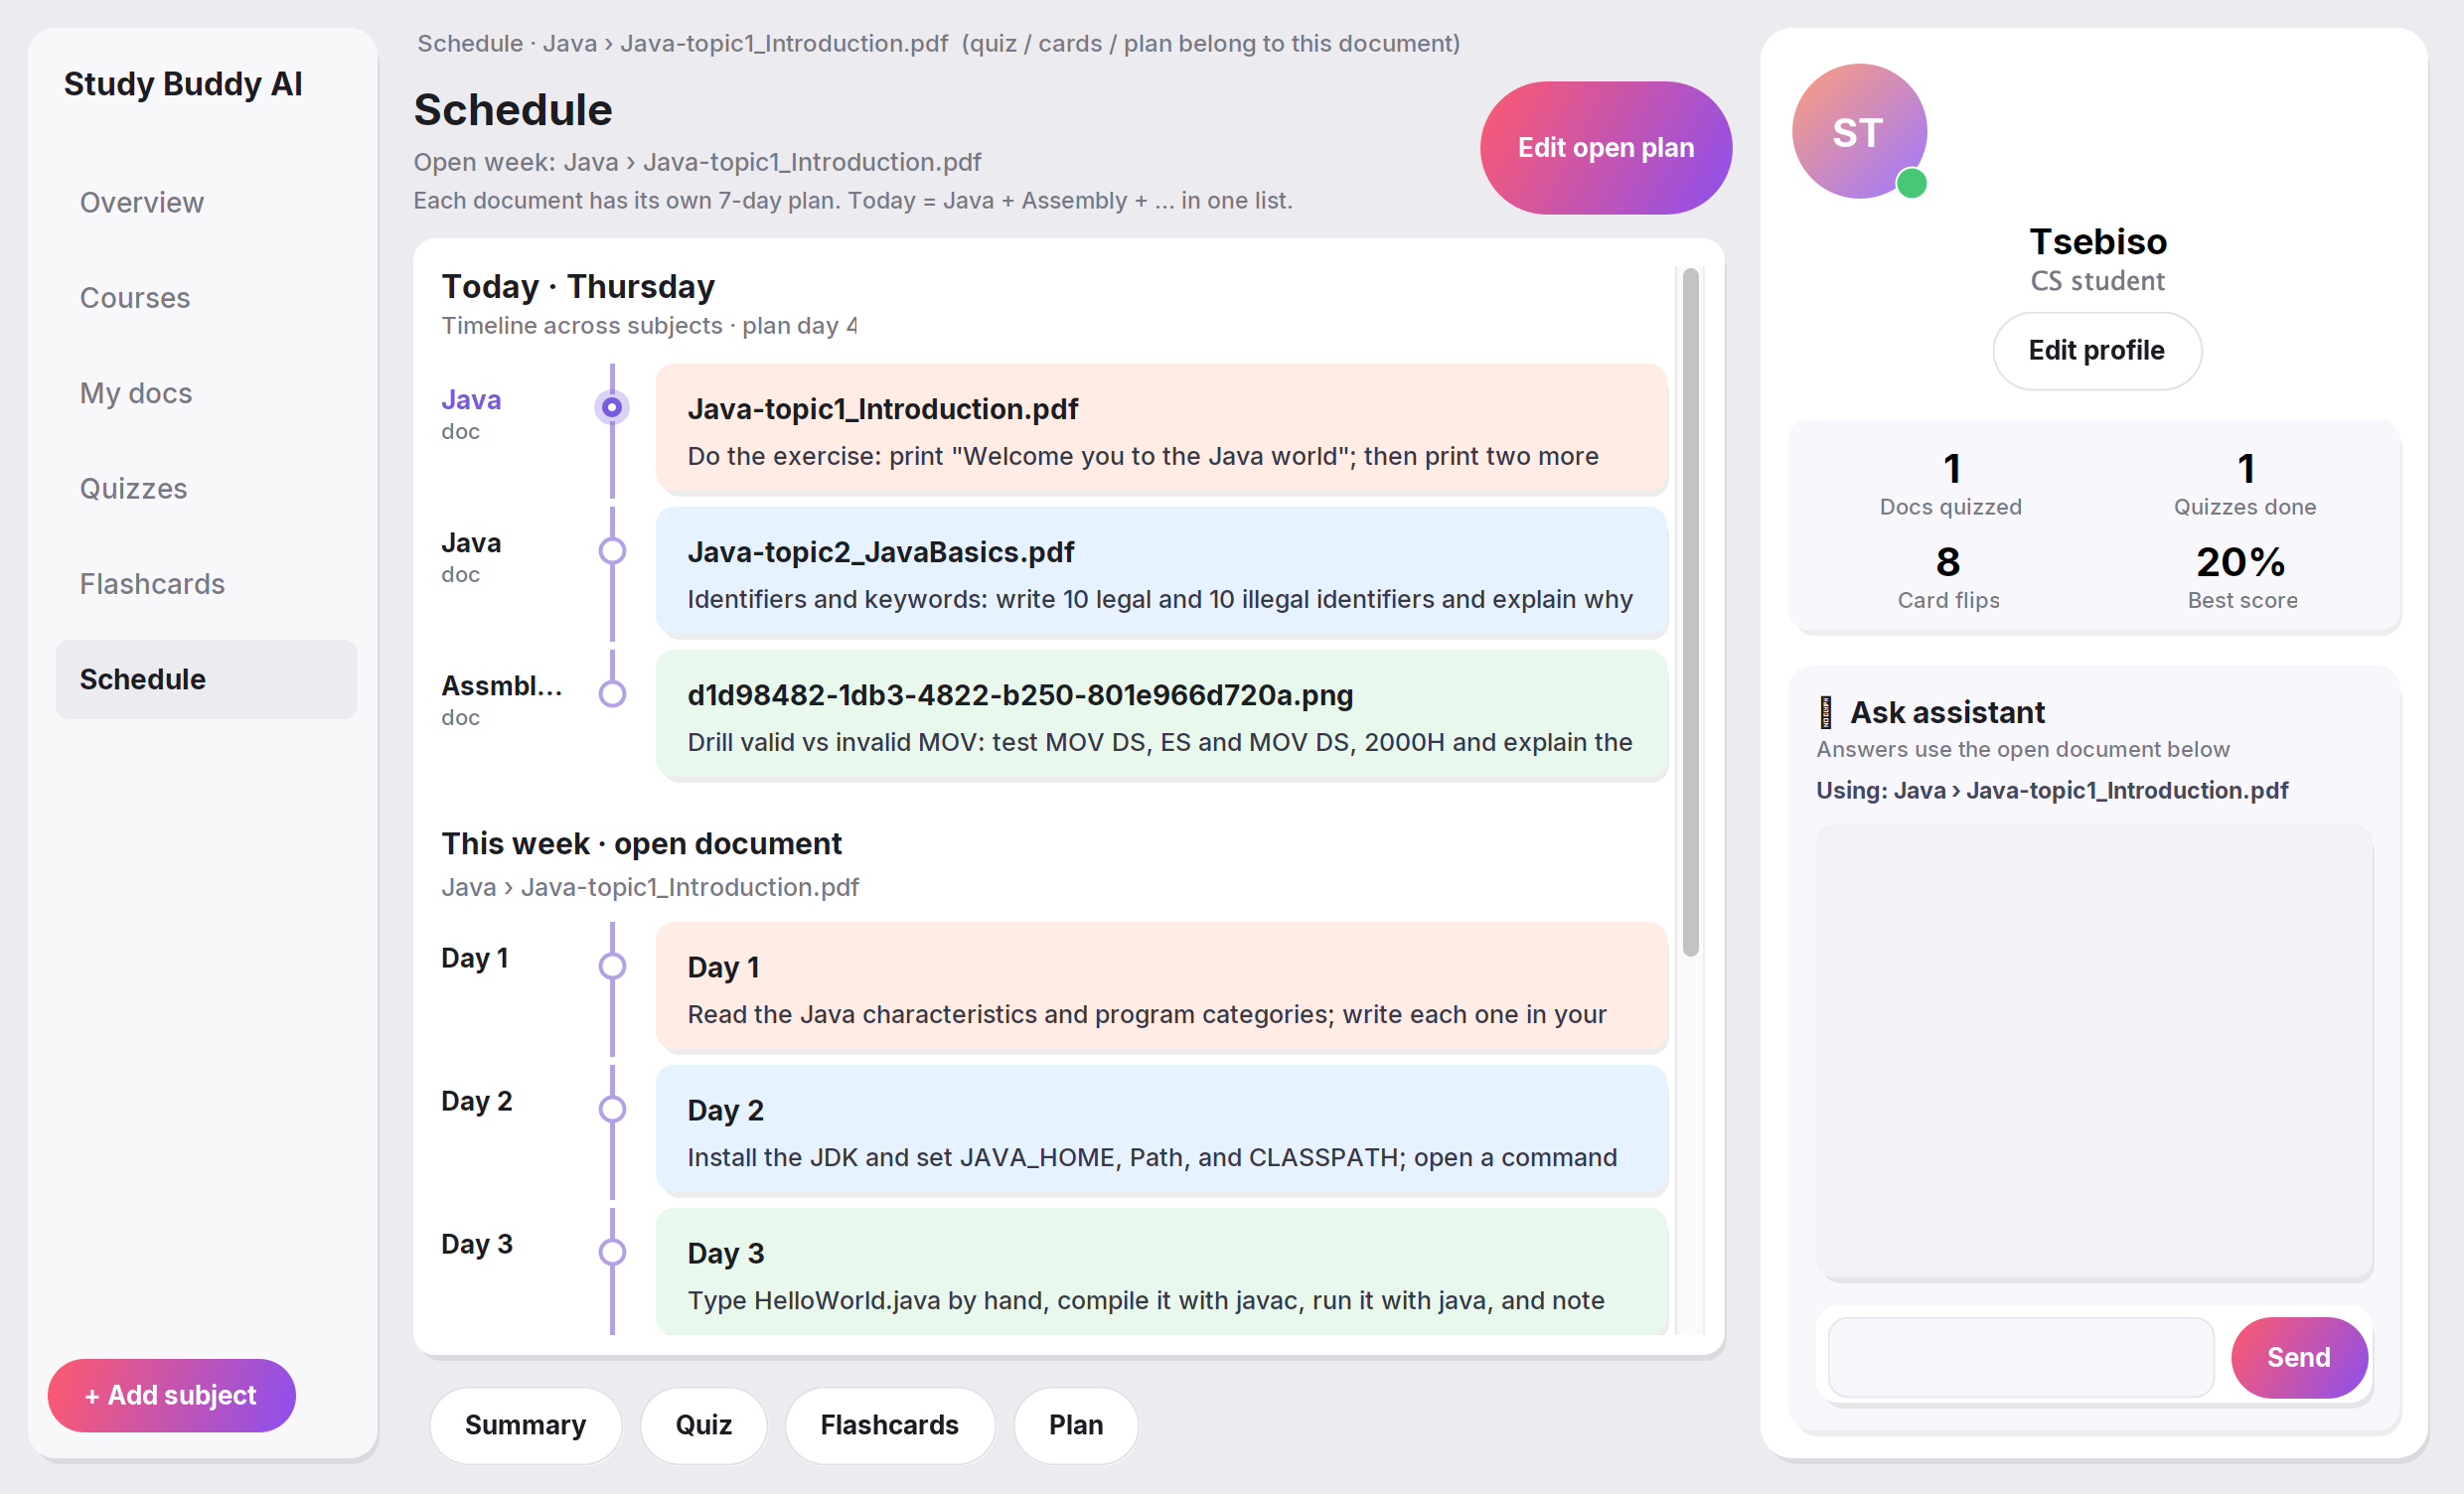 Study Buddy AI
Overview
Courses
My docs
Quizzes
Flashcards
Schedule
+ Add subject
Schedule · Java › Java-topic1_Introduction.pdf (quiz / cards / plan belong to this document)
Schedule
Open week: Java › Java-topic1_Introduction.pdf
Each document has its own 7-day plan. Today = Java + Assembly + ... in one list.
Edit open plan
Today · Thursday
Timeline across subjects · plan day 4
Java
doc
Java-topic1_Introduction.pdf
Do the exercise: print "Welcome you to the Java world"; then print two more
Java
doc
Java-topic2_JavaBasics.pdf
Identifiers and keywords: write 10 legal and 10 illegal identifiers and explain why
Assmbl...
doc
d1d98482-1db3-4822-b250-801e966d720a.png
Drill valid vs invalid MOV: test MOV DS, ES and MOV DS, 2000H and explain the
This week · open document
Java › Java-topic1_Introduction.pdf
Day 1
Day 1
Read the Java characteristics and program categories; write each one in your
Day 2
Day 2
Install the JDK and set JAVA_HOME, Path, and CLASSPATH; open a command
Day 3
Day 3
Type HelloWorld.java by hand, compile it with javac, run it with java, and note
Summary
Quiz
Flashcards
Plan
ST
Tsebiso
CS student
Edit profile
1
Docs quizzed
1
Quizzes done
8
Card flips
20%
Best score
Ask assistant
Answers use the open document below
Using: Java › Java-topic1_Introduction.pdf
Send